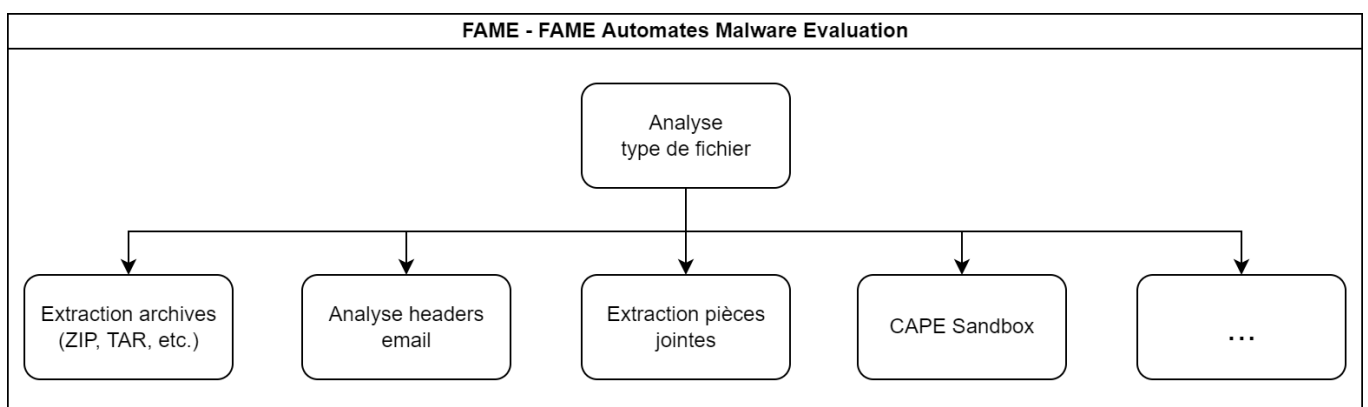 FAME - FAME Automates Malware Evaluation
Analyse
type de fichier
Extraction archives
(ZIP, TAR, etc.)
Analyse headers
email
Extraction pièces
jointes
CAPE Sandbox
...